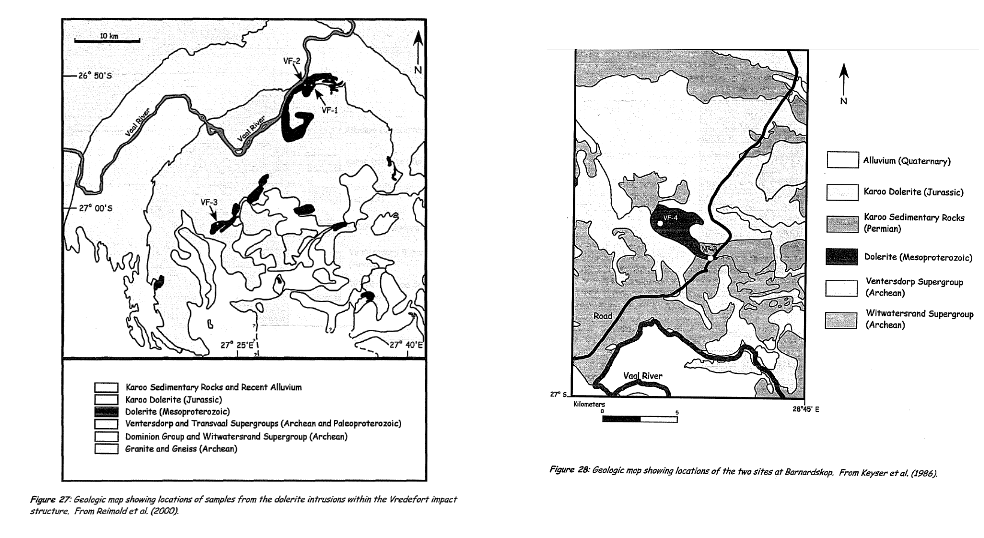 10 km
N
26° 50'S
VF-2
VF-1
Vaal River
Vaal River
27° 00'S
VF-3
27° 25'E
27° 40'E
?
?
Karoo Sedimentary Rocks and Recent Alluvium
Karoo Dolerite (Jurassic)
Dolerite (Mesoproterozoic)
Ventersdorp and Transvaal Supergroups (Archean and Paleoproterozoic)
Dominion Group and Witwatersrand Supergroup (Archean)
Granite and Gneiss (Archean)
Figure 27: Geologic map showing locations of samples from the dolerite intrusions within the Vredefort impact
structure. From Reimold et al. (2000).
N
VF-4
Road
Vaal River
27° S
Kilometers
0
5
26°45' E
Alluvium (Quaternary)
Karoo Dolerite (Jurassic)
Karoo Sedimentary Rocks
(Permian)
Dolerite (Mesoproterozoic)
Ventersdorp Supergroup
(Archean)
Witwatersrand Supergroup
(Archean)
Figure 28: Geologic map showing locations of the two sites at Barnardskop. From Keyser et al. (1986).